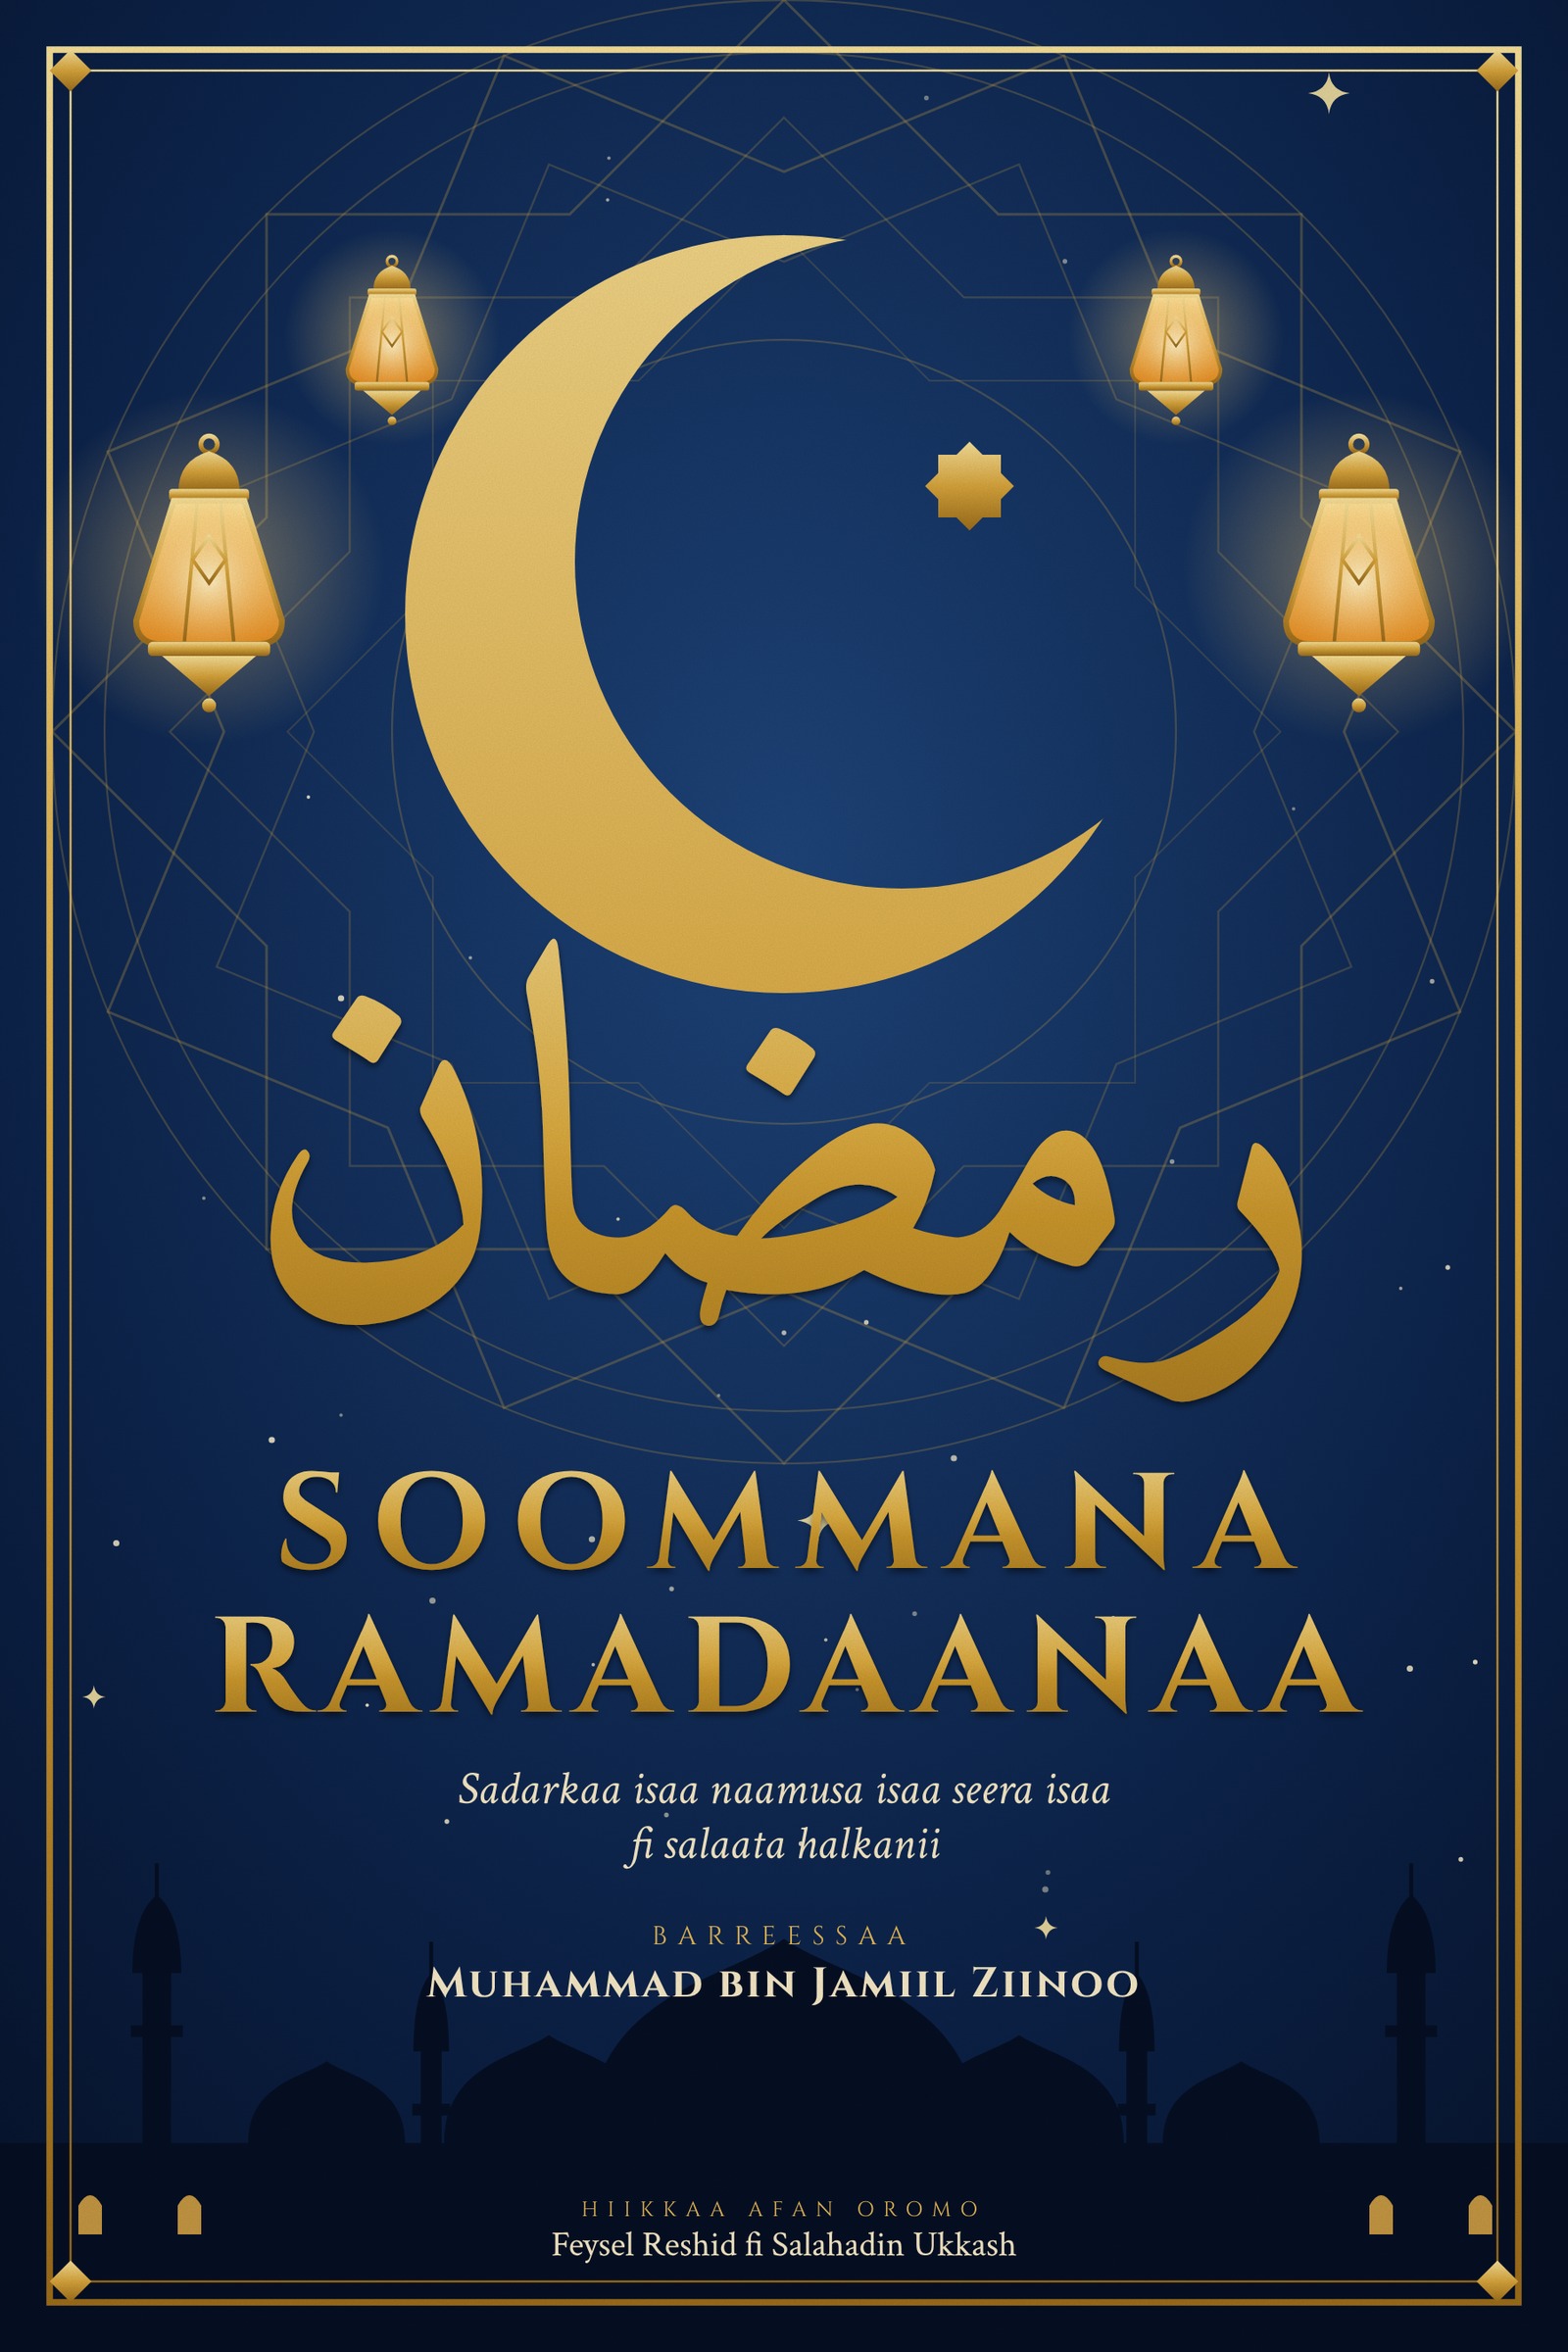 رمضان
SOOMMANA
RAMADAANAA
Sadarkaa isaa naamusa isaa seera isaa
fi salaata halkanii
BARREESSAA
MUHAMMAD BIN JAMIIL ZIINOO
HIIKKAA AFAN OROMO
Feysel Reshid fi Salahadin Ukkash